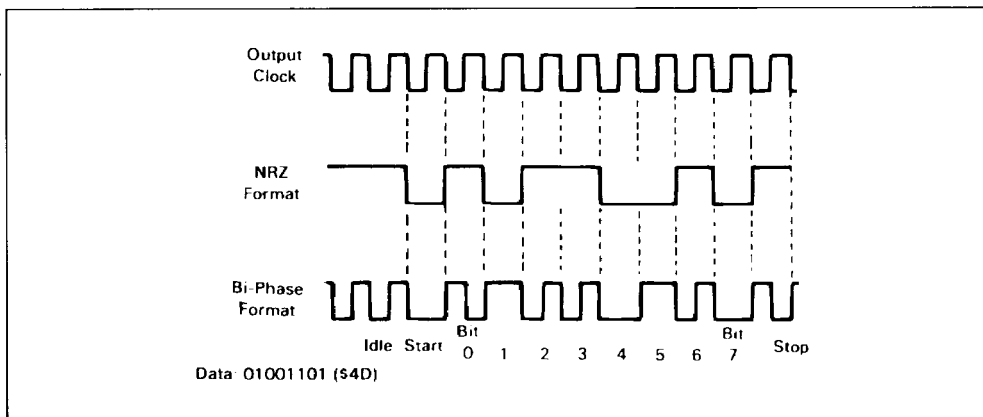 Output
Clock
NRZ
Format
Bi-Phase
Format
Idle Start Bit 0 1 2 3 4 5 6 Bit 7 Stop
Data: 01001101 ($4D)